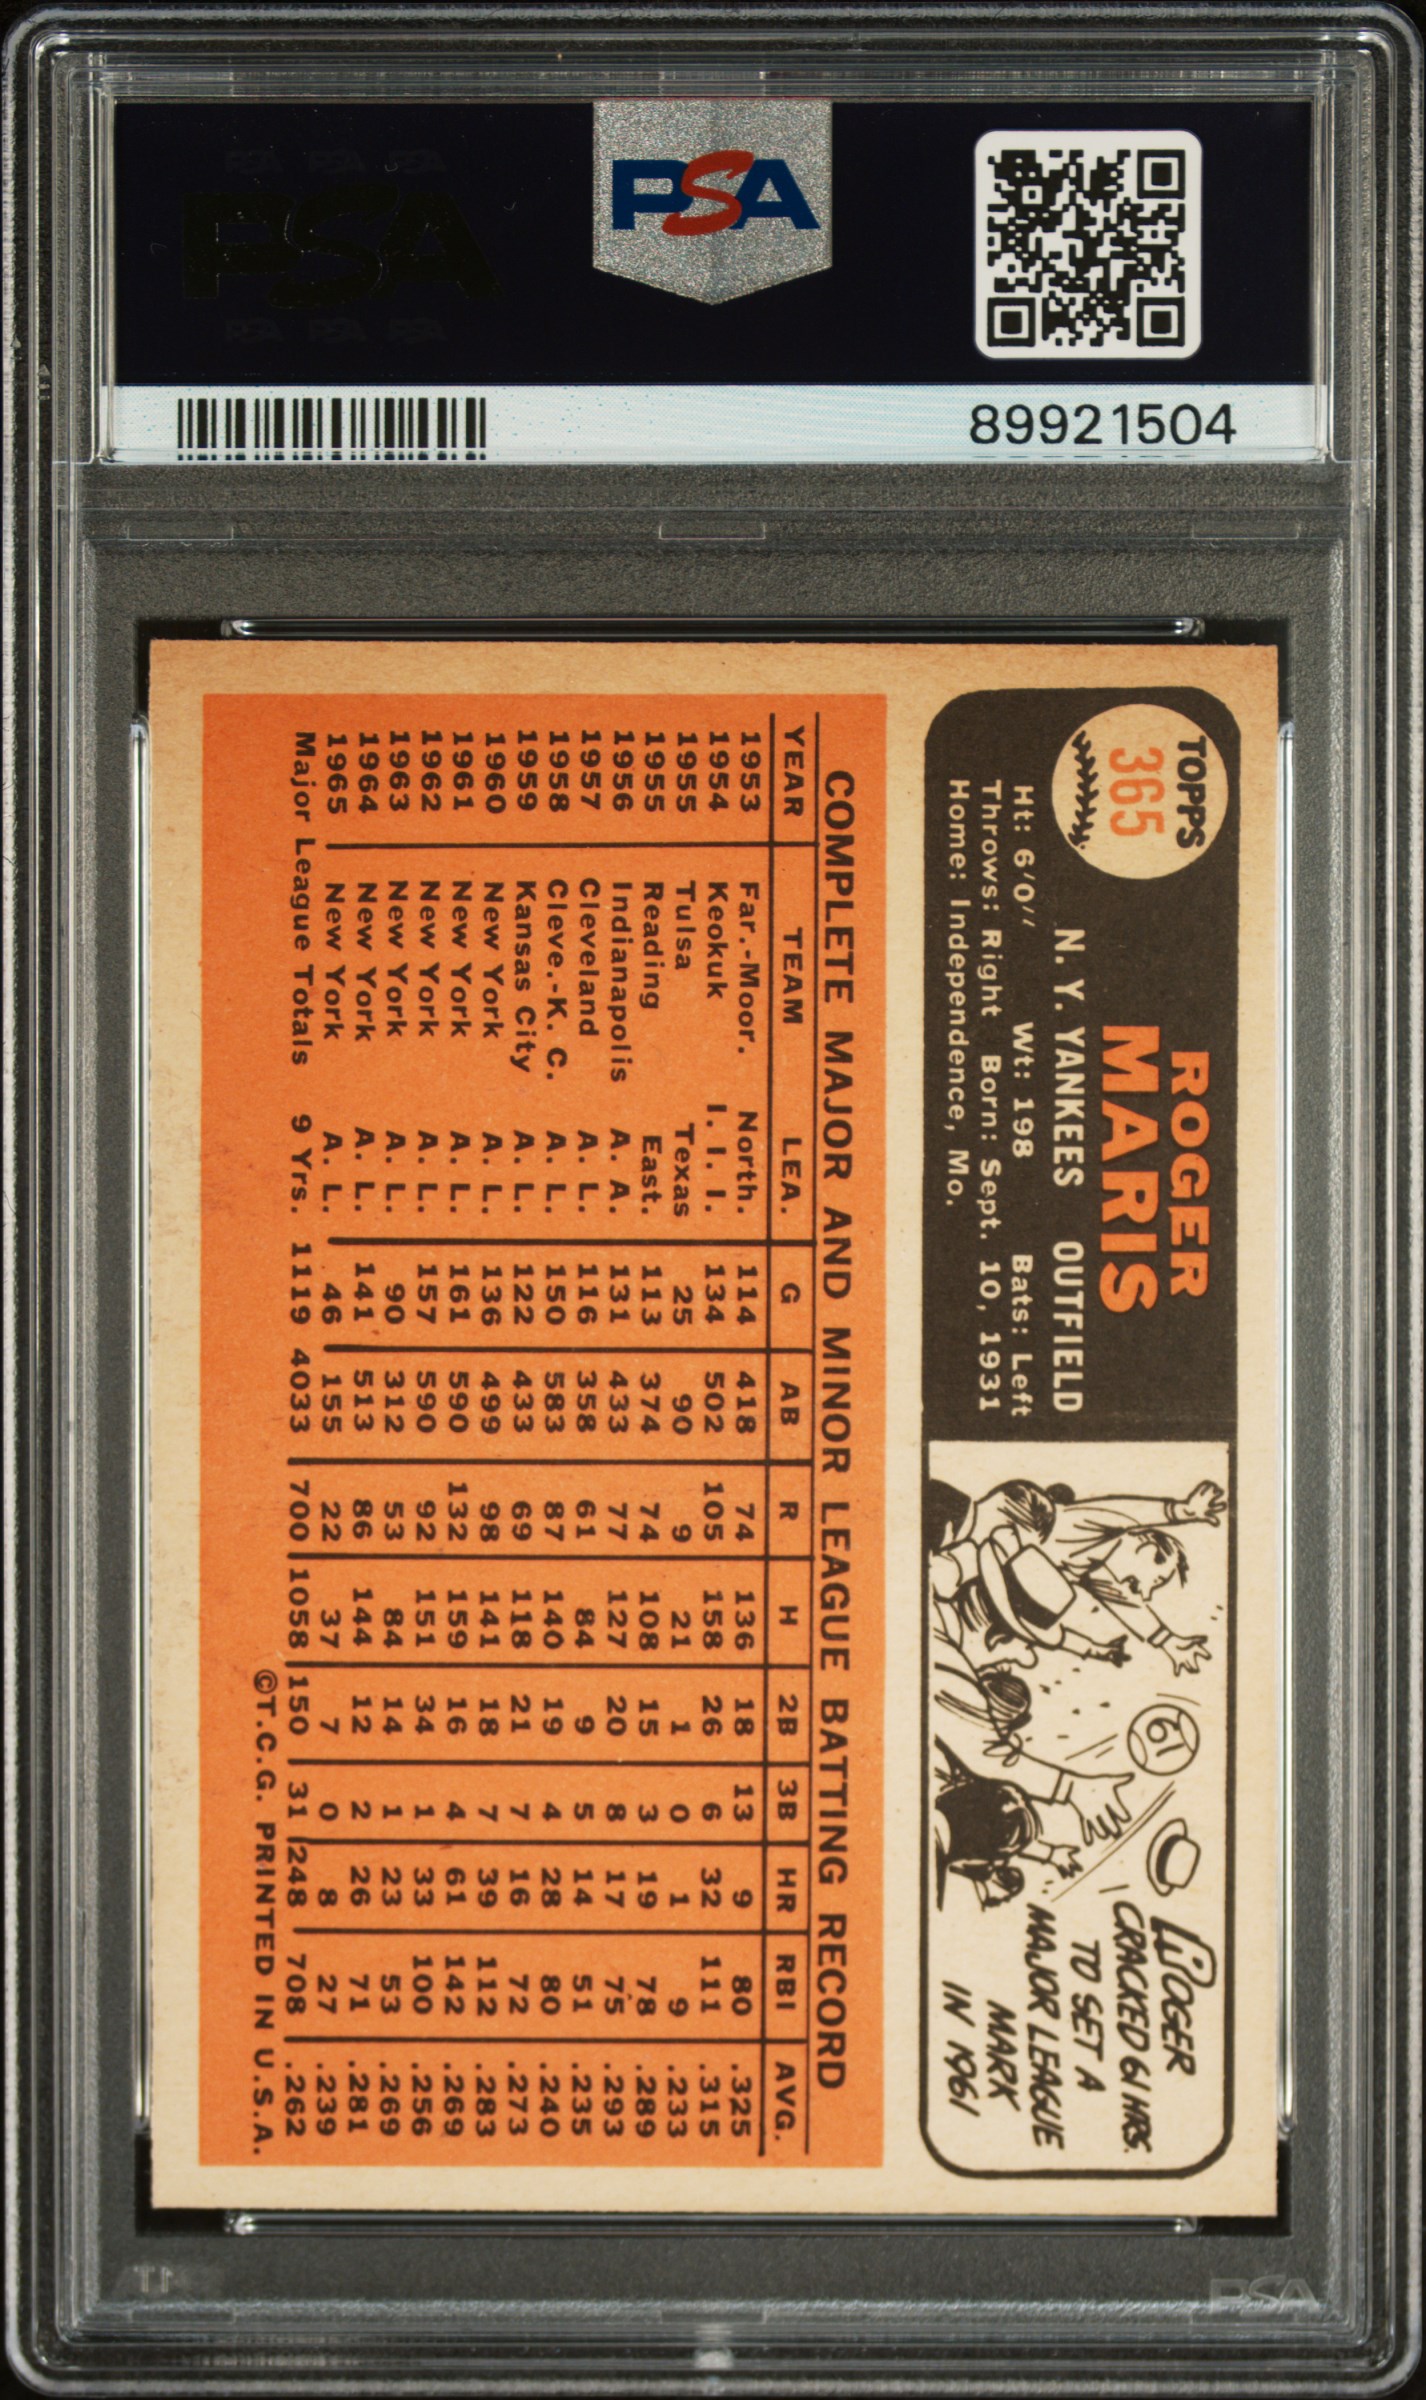 PSA
PSA PSA PSA
PSA
PSA PSA PSA
89921504
TOPPS
365
ROGER
MARIS
N. Y. YANKEES OUTFIELD
Ht: 6'0'' Wt: 198 Bats: Left
Throws: Right Born: Sept. 10, 1931
Home: Independence, Mo.
61
ROGER
CRACKED 61 HRS.
TO SET A
MAJOR LEAGUE
MARK
IN 1961
COMPLETE MAJOR AND MINOR LEAGUE BATTING RECORD
YEAR TEAM LEA. G AB R H 2B 3B HR RBI AVG.
1953 Far.-Moor. North. 114 418 74 136 18 13 9 80 .325
1954 Keokuk I. I. I. 134 502 105 158 26 6 32 111 .315
1955 Tulsa Texas 25 90 9 21 1 0 1 9 .233
1955 Reading East. 113 374 74 108 15 3 19 78 .289
1956 Indianapolis A. A. 131 433 77 127 20 8 17 75 .293
1957 Cleveland A. L. 116 358 61 84 9 5 14 51 .235
1958 Cleve.-K. C. A. L. 150 583 87 140 19 4 28 80 .240
1959 Kansas City A. L. 122 433 69 118 21 7 16 72 .273
1960 New York A. L. 136 499 98 141 18 7 39 112 .283
1961 New York A. L. 161 590 132 159 16 4 61 142 .269
1962 New York A. L. 157 590 92 151 34 1 33 100 .256
1963 New York A. L. 90 312 53 84 14 1 23 53 .269
1964 New York A. L. 141 513 86 144 12 2 26 71 .281
1965 New York A. L. 46 155 22 37 7 0 8 27 .239
Major League Totals 9 Yrs. 1119 4033 700 1058 150 31 248 708 .262
©T.C.G. PRINTED IN U.S.A.
PSA